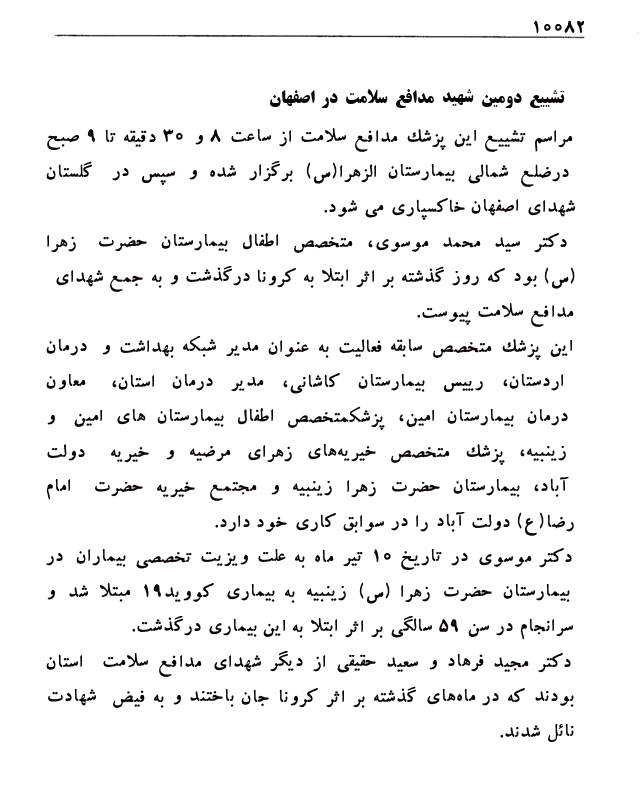 ۱۰۰۸۲
تشییع دومین شهید مدافع سلامت در اصفهان
مراسم تشییع این پزشك مدافع سلامت از ساعت ۸ و ۳۰ دقیقه تا ۹ صبح
درضلع شمالی بیمارستان الزهرا(س) برگزار شده و سپس در گلستان
شهدای اصفهان خاکسپاری می شود.
دکتر سید محمد موسوی، متخصص اطفال بیمارستان حضرت زهرا
(س) بود که روز گذشته بر اثر ابتلا به کرونا درگذشت و به جمع شهدای
مدافع سلامت پیوست.
این پزشك متخصص سابقه فعالیت به عنوان مدیر شبکه بهداشت و درمان
اردستان، رییس بیمارستان کاشانی، مدیر درمان استان، معاون
درمان بیمارستان امین، پزشکمتخصص اطفال بیمارستان های امین و
زینبیه، پزشك متخصص خیریه‌های زهرای مرضیه و خیریه دولت
آباد، بیمارستان حضرت زهرا زینبیه و مجتمع خیریه حضرت امام
رضا(ع) دولت آباد را در سوابق کاری خود دارد.
دکتر موسوی در تاریخ ۱۰ تیر ماه به علت ویزیت تخصصی بیماران در
بیمارستان حضرت زهرا (س) زینبیه به بیماری کووید۱۹ مبتلا شد و
سرانجام در سن ۵۹ سالگی بر اثر ابتلا به این بیماری درگذشت.
دکتر مجید فرهاد و سعید حقیقی از دیگر شهدای مدافع سلامت استان
بودند که در ماه‌های گذشته بر اثر کرونا جان باختند و به فیض شهادت
نائل شدند.